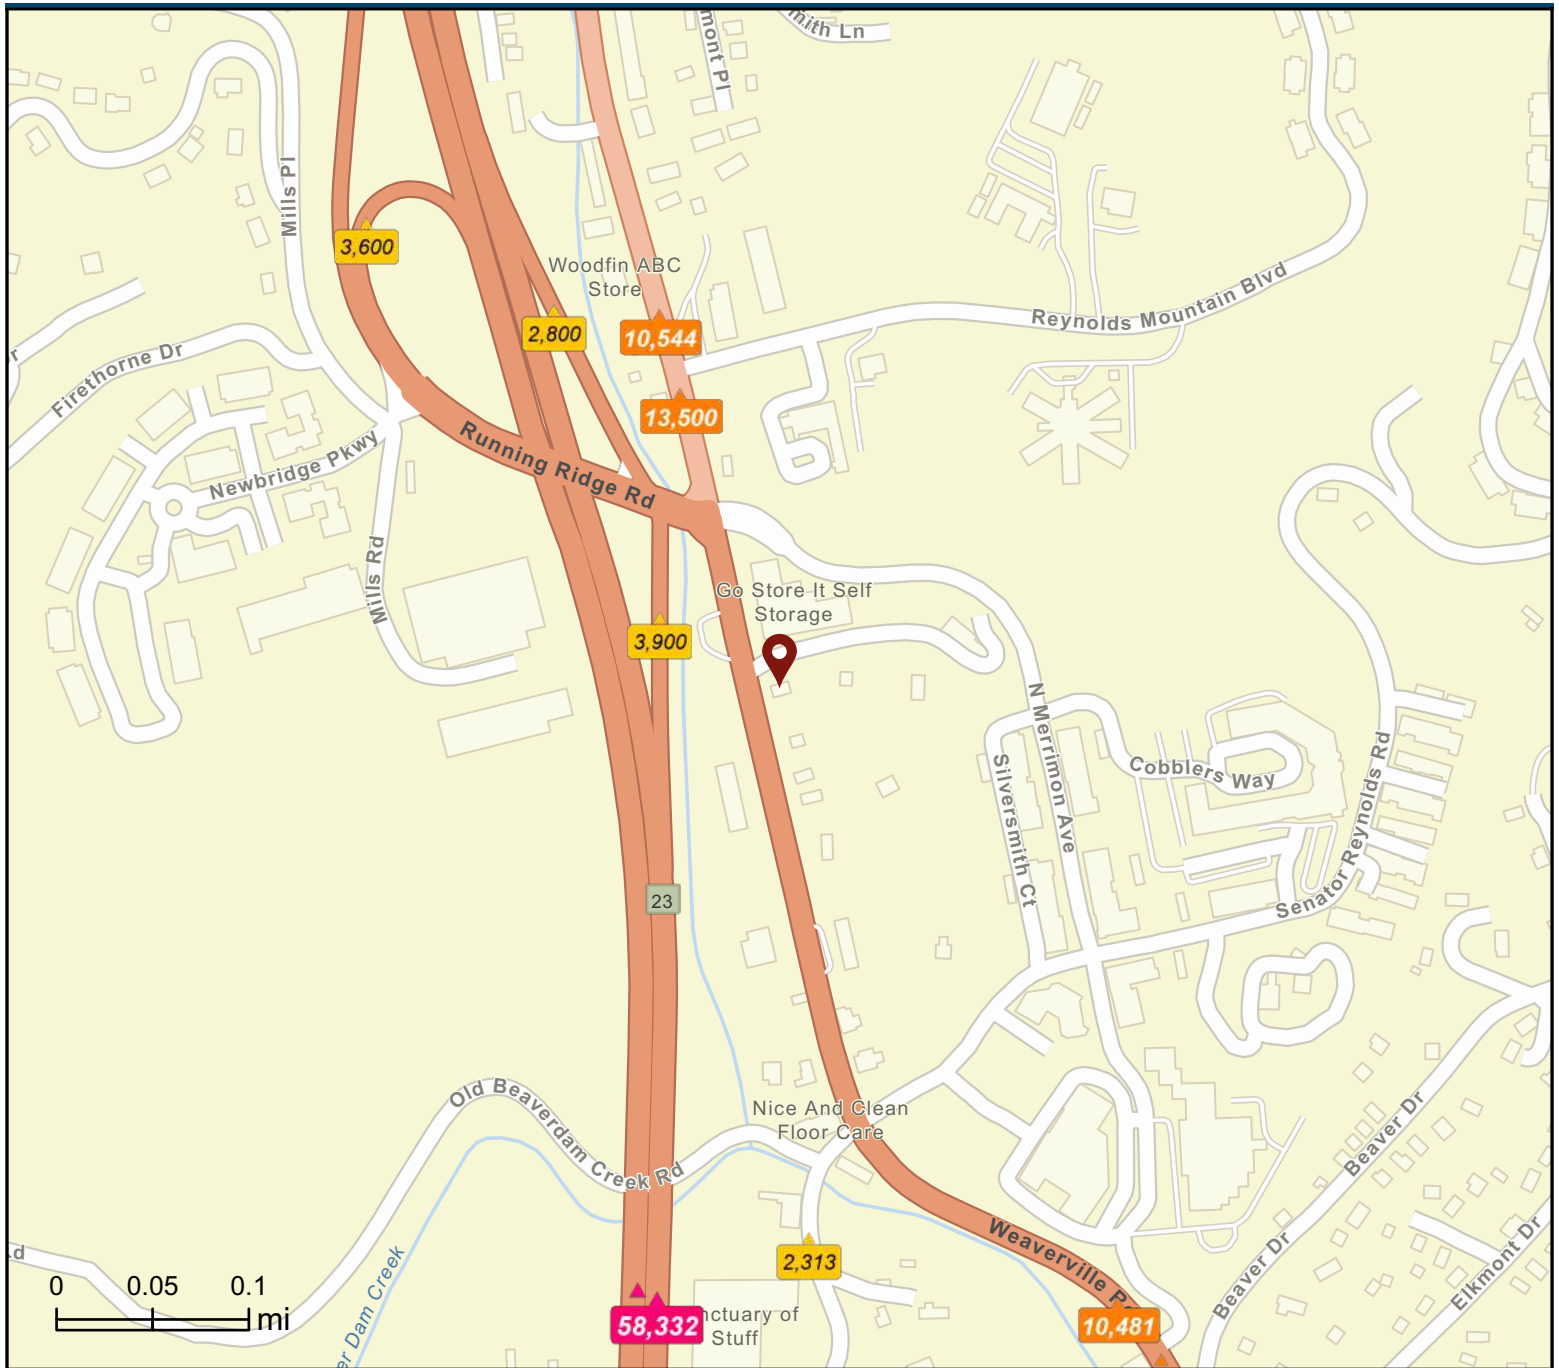 mith Ln
mont Pl
Mills Pl
3,600
Woodfin ABC
Store
2,800
10,544
Reynolds Mountain Blvd
r
Firethorne Dr
13,500
Running Ridge Rd
Newbridge Pkwy
Mills Rd
Go Store It Self
Storage
3,900
N Merrimon Ave
Silversmith Ct
Cobblers Way
Senator Reynolds Rd
23
Old Beaverdam Creek Rd
Nice And Clean
Floor Care
Beaver Dr
Weaverville Rd
2,313
Beaver Dr
Elkmont Dr
Rd
er Dam Creek
0 0.05 0.1
mi
58,332
nctuary of
Stuff
10,481